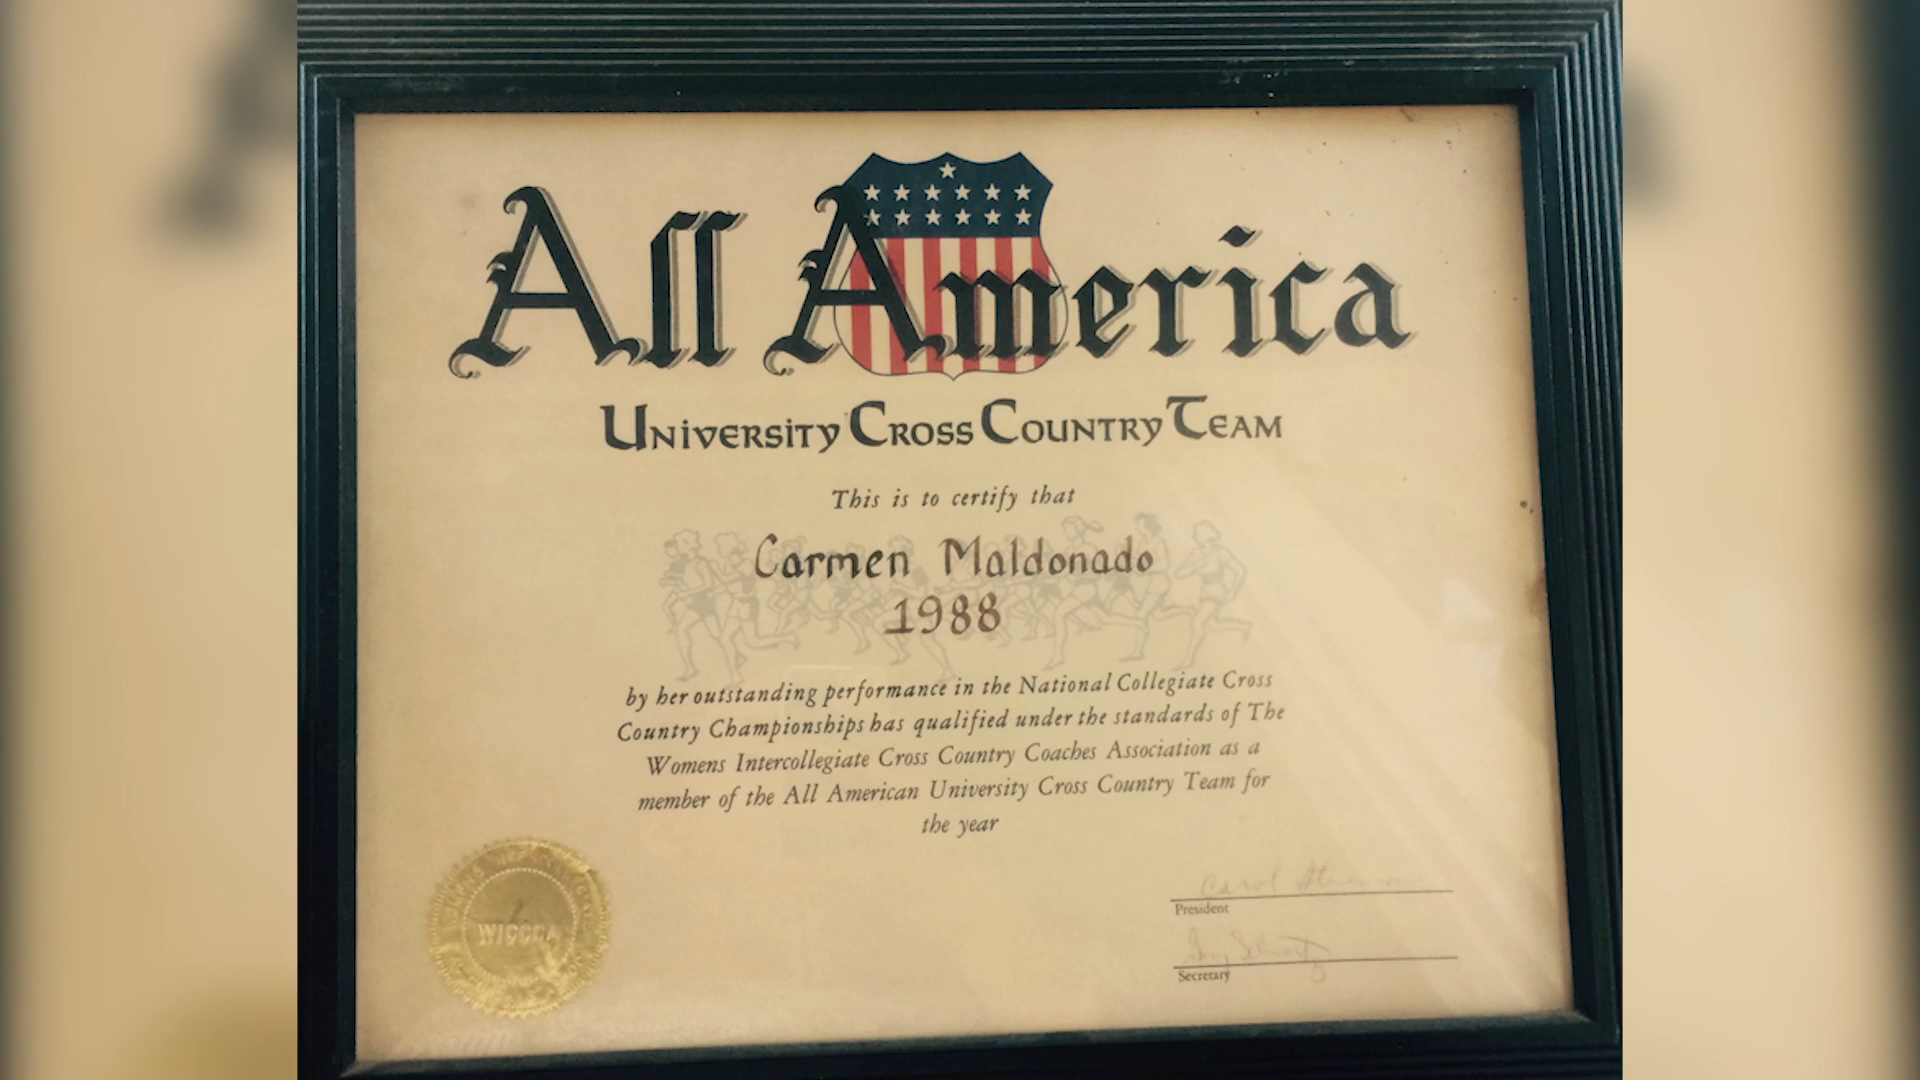 All America
University Cross Country Team
This is to certify that
Carmen Maldonado
1988
by her outstanding performance in the National Collegiate Cross
Country Championships has qualified under the standards of The
Womens Intercollegiate Cross Country Coaches Association as a
member of the All American University Cross Country Team for
the year
WICCCA
Carol
President
Secretary